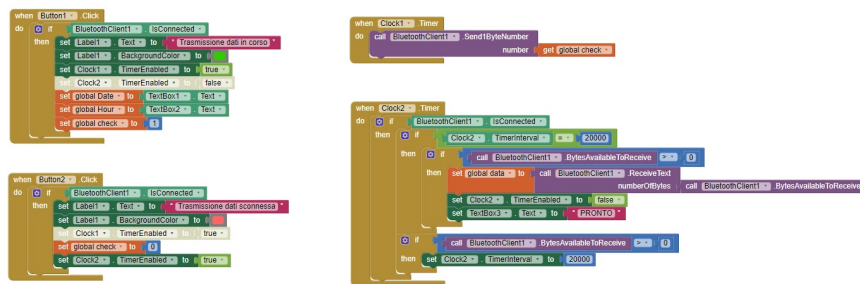 when Button1 .Click
do if BluetoothClient1 . IsConnected
then set Label1 . Text to " Trasmissione dati in corso "
set Label1 . BackgroundColor to
set Clock1 . TimerEnabled to true
set Clock2 . TimerEnabled to false
set global Date to TextBox1 . Text
set global Hour to TextBox2 . Text
set global check to 1
when Button2 .Click
do if BluetoothClient1 . IsConnected
then set Label1 . Text to " Trasmissione dati sconnessa "
set Label1 . BackgroundColor to
set Clock1 . TimerEnabled to true
set global check to 0
set Clock2 . TimerEnabled to true
when Clock1 .Timer
do call BluetoothClient1 .Send1ByteNumber
number get global check
when Clock2 .Timer
do if BluetoothClient1 . IsConnected
then if Clock2 . TimerInterval = 20000
then if call BluetoothClient1 .BytesAvailableToReceive > 0
then set global data to call BluetoothClient1 .ReceiveText
numberOfBytes call BluetoothClient1 .BytesAvailableToReceive
set Clock2 . TimerEnabled to false
set TextBox3 . Text to " PRONTO "
if call BluetoothClient1 .BytesAvailableToReceive > 0
then set Clock2 . TimerInterval to 20000